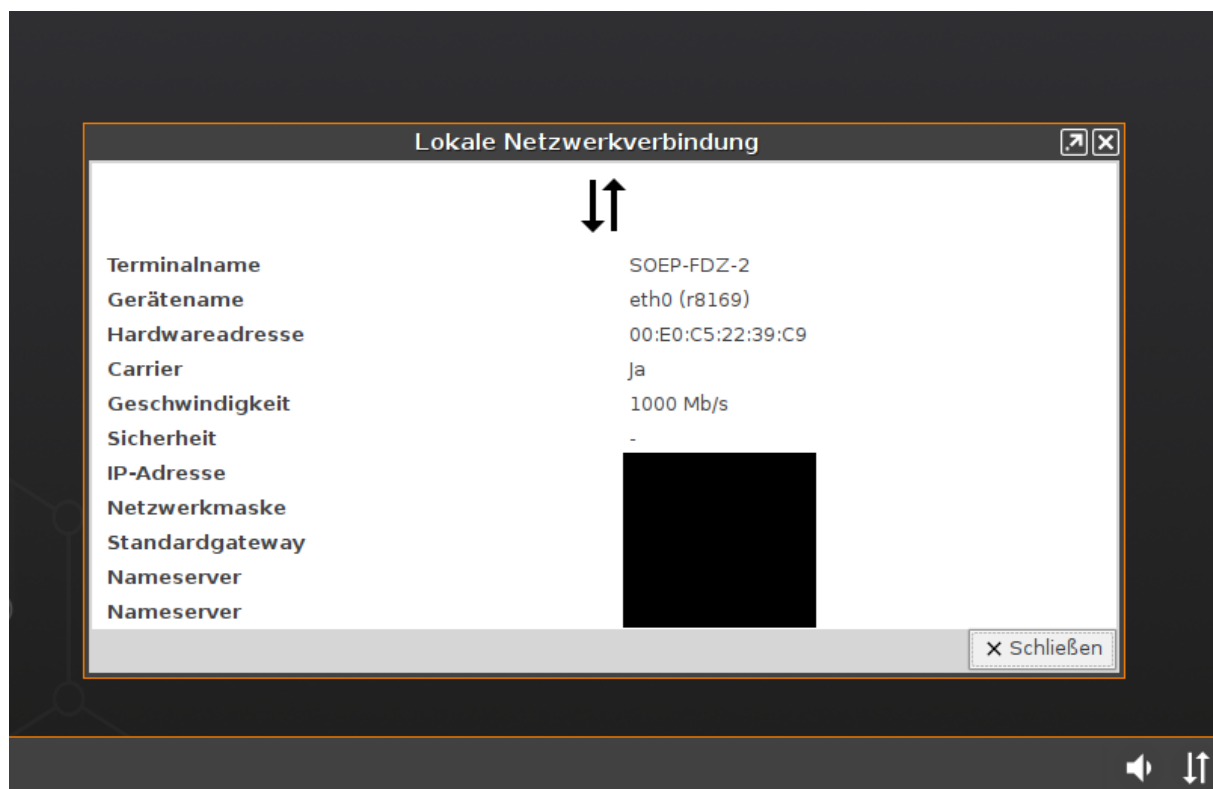 Lokale Netzwerkverbindung
Terminalname SOEP-FDZ-2
Gerätename eth0 (r8169)
Hardwareadresse 00:E0:C5:22:39:C9
Carrier Ja
Geschwindigkeit 1000 Mb/s
Sicherheit -
IP-Adresse
Netzwerkmaske
Standardgateway
Nameserver
Nameserver
Schließen